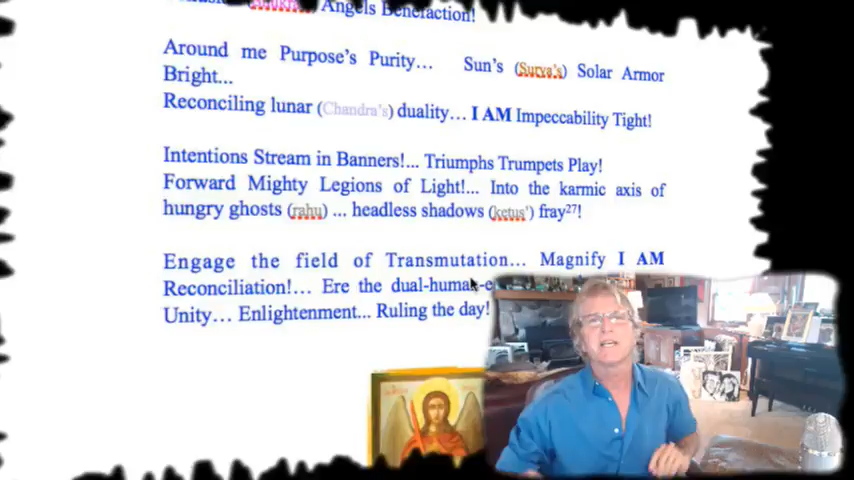 Angels Benefaction!
Around me Purpose's Purity... Sun's (Surya's) Solar Armor
Bright...
Reconciling lunar (Chandra's) duality... I AM Impeccability Tight!
Intentions Stream in Banners!... Triumphs Trumpets Play!
Forward Mighty Legions of Light!... Into the karmic axis of
hungry ghosts (rahu) ... headless shadows (ketus') fray27!
Engage the field of Transmutation... Magnify I AM
Reconciliation!... Ere the
Unity... Enlightenment... Ruling the day!